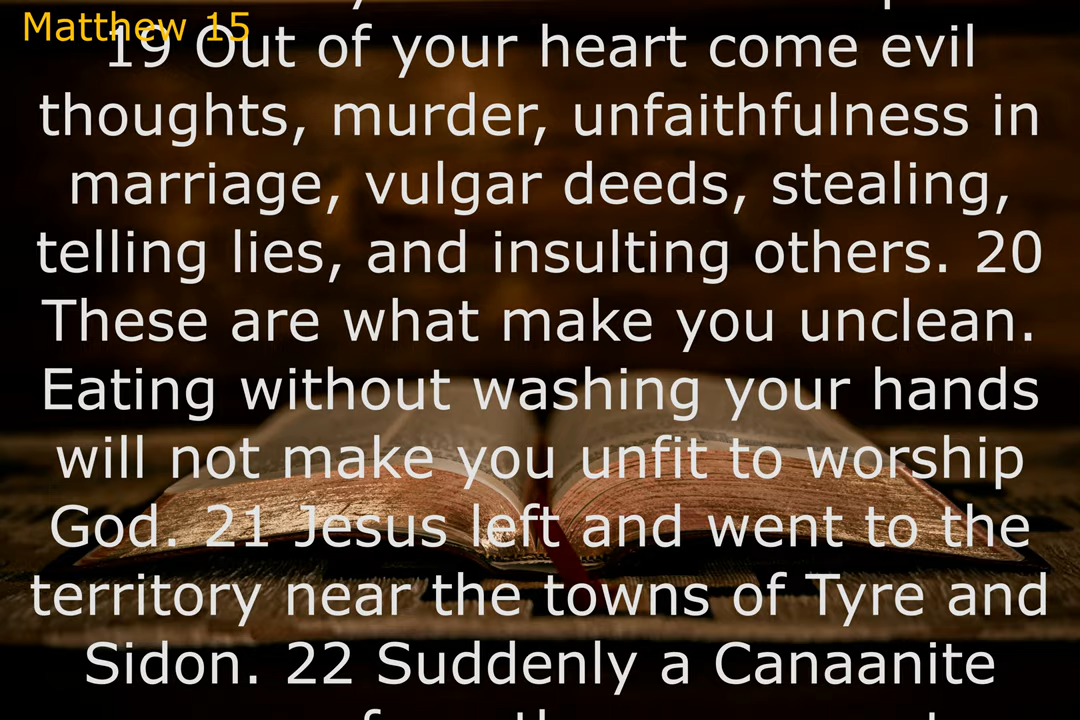 Matthew 15
19 Out of your heart come evil
thoughts, murder, unfaithfulness in
marriage, vulgar deeds, stealing,
telling lies, and insulting others. 20
These are what make you unclean.
Eating without washing your hands
will not make you unfit to worship
God. 21 Jesus left and went to the
territory near the towns of Tyre and
Sidon. 22 Suddenly a Canaanite